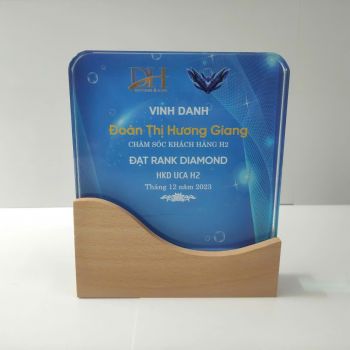 DH
VINH DANH
Đoàn Thị Hương Giang
CHĂM SÓC KHÁCH HÀNG H2
ĐẠT RANK DIAMOND
HKD UCA H2
Tháng 12 năm 2023